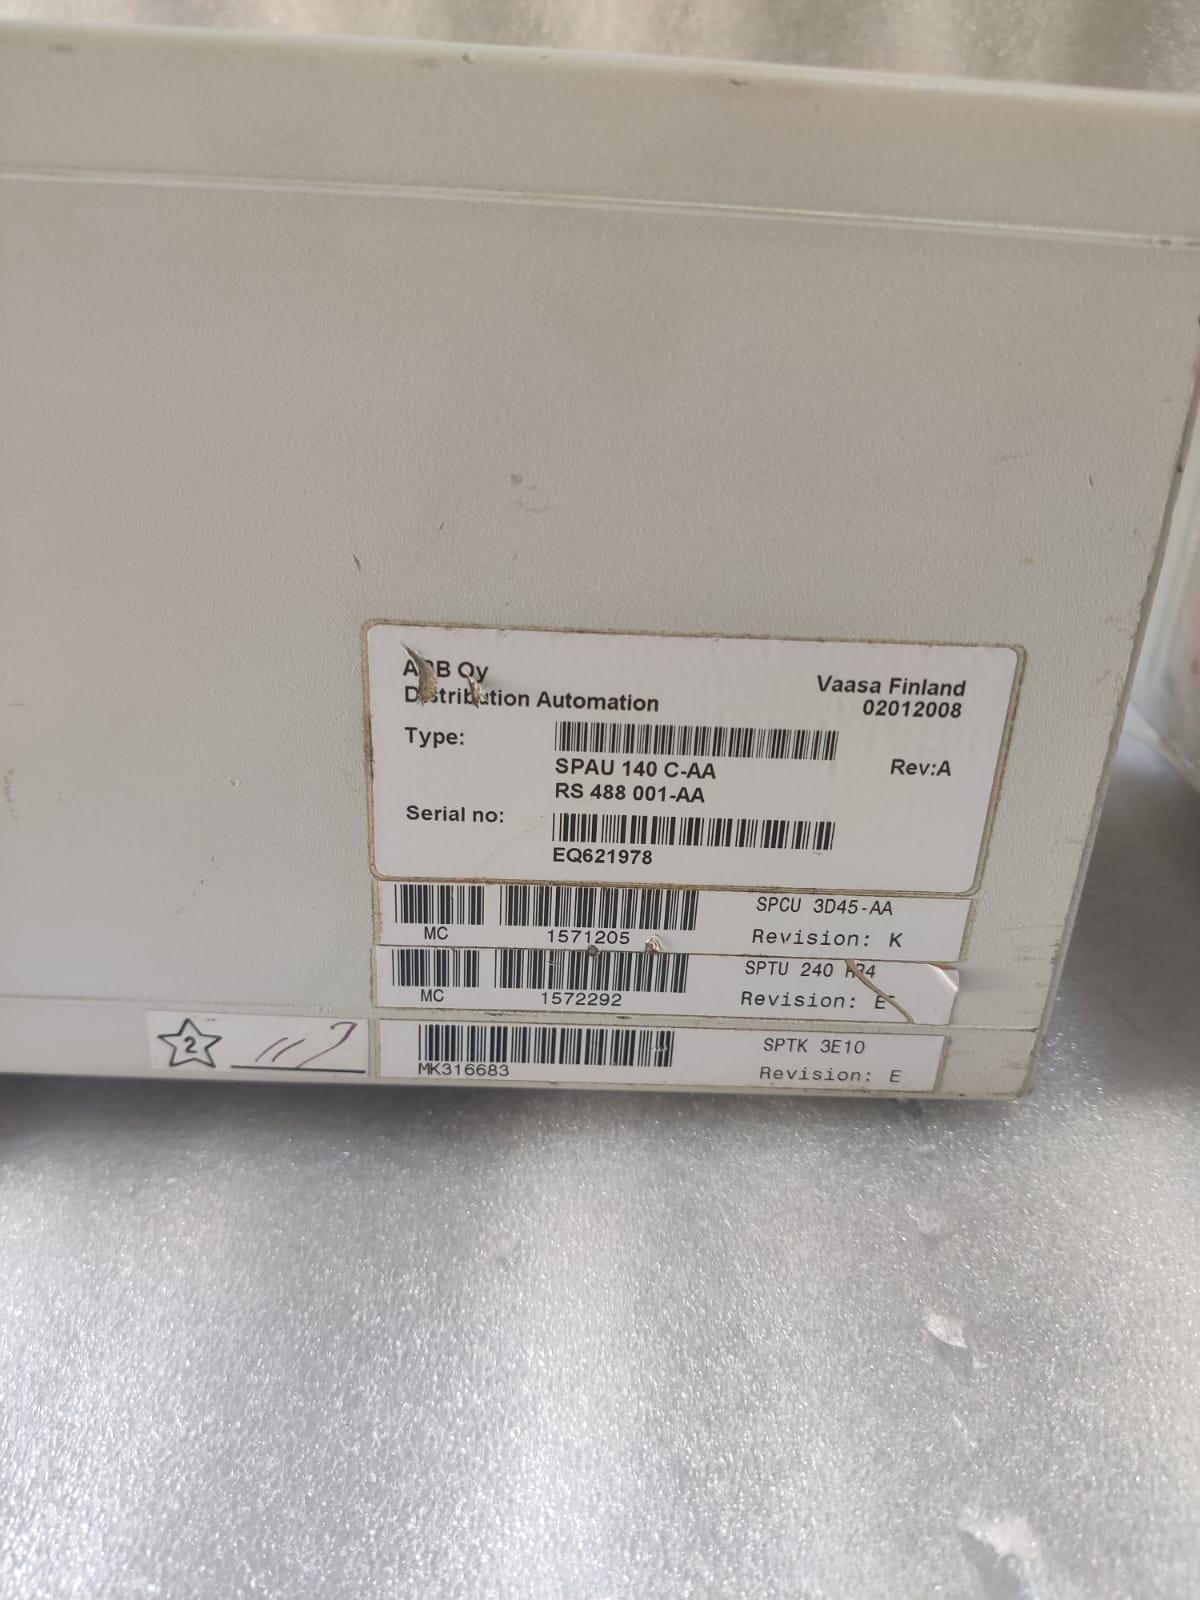 ABB Oy
Distribution Automation
Vaasa Finland
02012008
Type:
SPAU 140 C-AA
Rev:A
RS 488 001-AA
Serial no:
EQ621978
MC
1571205
SPCU 3D45-AA
Revision: K
MC
1572292
SPTU 240
Revision: E
MK316683
SPTK 3E10
Revision: E
2